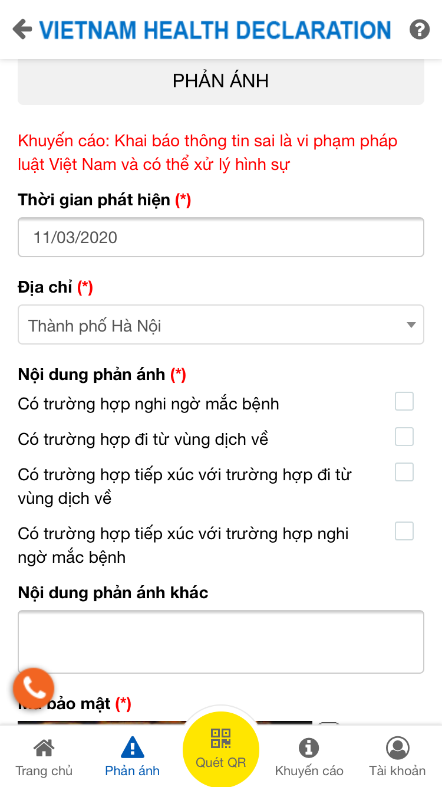 VIETNAM HEALTH DECLARATION
PHẢN ÁNH
Khuyến cáo: Khai báo thông tin sai là vi phạm pháp
luật Việt Nam và có thể xử lý hình sự
Thời gian phát hiện (*)
11/03/2020
Địa chỉ (*)
Thành phố Hà Nội
Nội dung phản ánh (*)
Có trường hợp nghi ngờ mắc bệnh
Có trường hợp đi từ vùng dịch về
Có trường hợp tiếp xúc với trường hợp đi từ
vùng dịch về
Có trường hợp tiếp xúc với trường hợp nghi
ngờ mắc bệnh
Nội dung phản ánh khác
bảo mật (*)
Trang chủ
Phản ánh
Quét QR
Khuyến cáo
Tài khoản